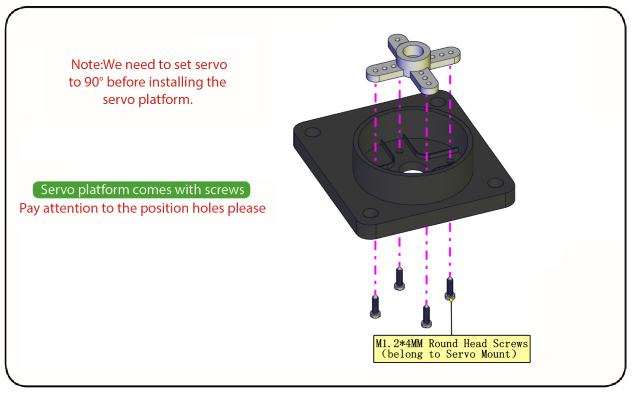 Note:We need to set servo
to 90° before installing the
servo platform.
Servo platform comes with screws
Pay attention to the position holes please
M1.2*4MM Round Head Screws
(belong to Servo Mount)